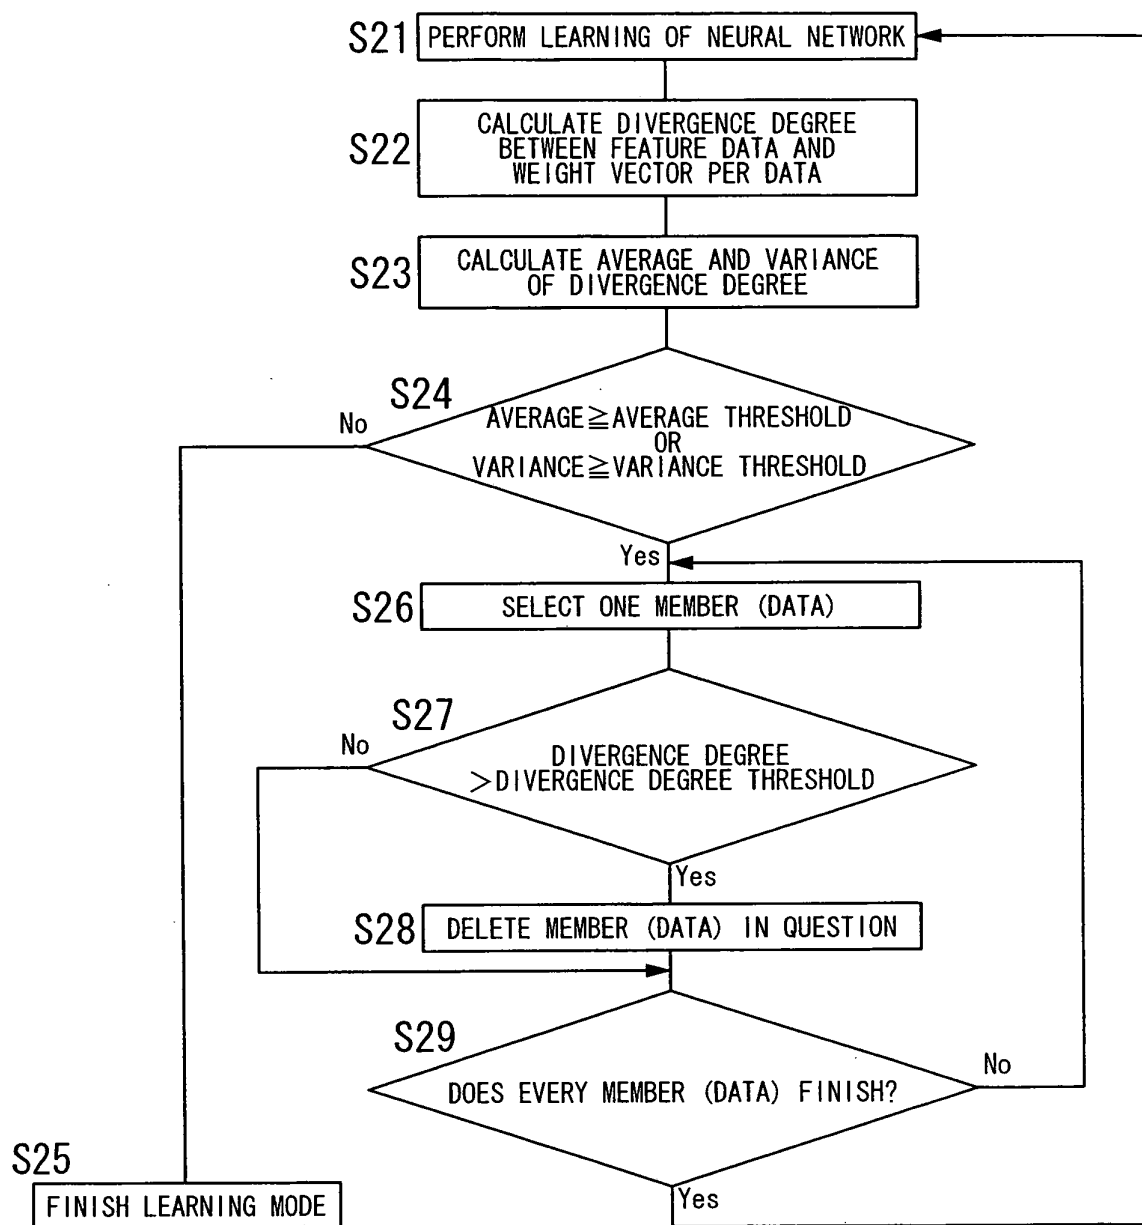 S21
PERFORM LEARNING OF NEURAL NETWORK
S22
CALCULATE DIVERGENCE DEGREE
BETWEEN FEATURE DATA AND
WEIGHT VECTOR PER DATA
S23
CALCULATE AVERAGE AND VARIANCE
OF DIVERGENCE DEGREE
S24
No
AVERAGE≧AVERAGE THRESHOLD
OR
VARIANCE≧VARIANCE THRESHOLD
Yes
S26
SELECT ONE MEMBER (DATA)
S27
No
DIVERGENCE DEGREE
>DIVERGENCE DEGREE THRESHOLD
Yes
S28
DELETE MEMBER (DATA) IN QUESTION
S29
No
DOES EVERY MEMBER (DATA) FINISH?
S25
Yes
FINISH LEARNING MODE